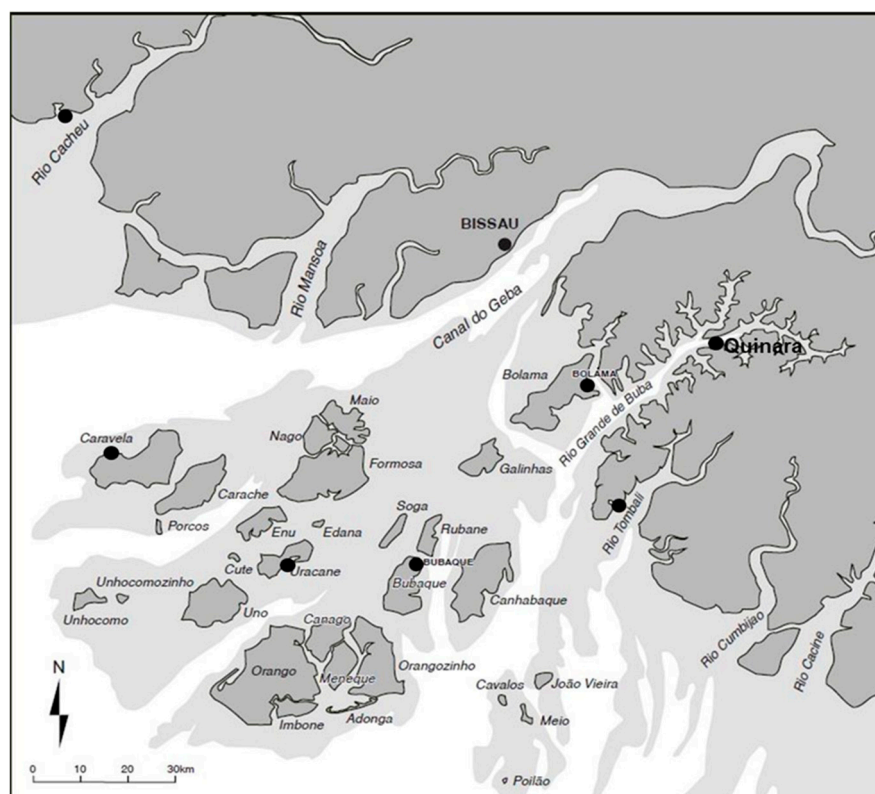 Rio Cacheu
BISSAU
Rio Mansoa
Canal do Geba
Quinara
Bolama
BOLAMA
Rio Grande de Buba
Maio
Nago
Caravela
Formosa
Galinhas
Carache
Porcos
Soga
Rubane
Enu
Edana
Rio Tombali
Cute
Uracane
BUBAQUE
Bubaque
Unhocomozinho
Unhocomo
Uno
Canhabaque
Canago
Rio Cumbijao
Rio Cacine
Orango
Meneque
Orangozinho
N
Cavalos
João Vieira
Imbone
Adonga
Meio
0 10 20 30km
Poilão